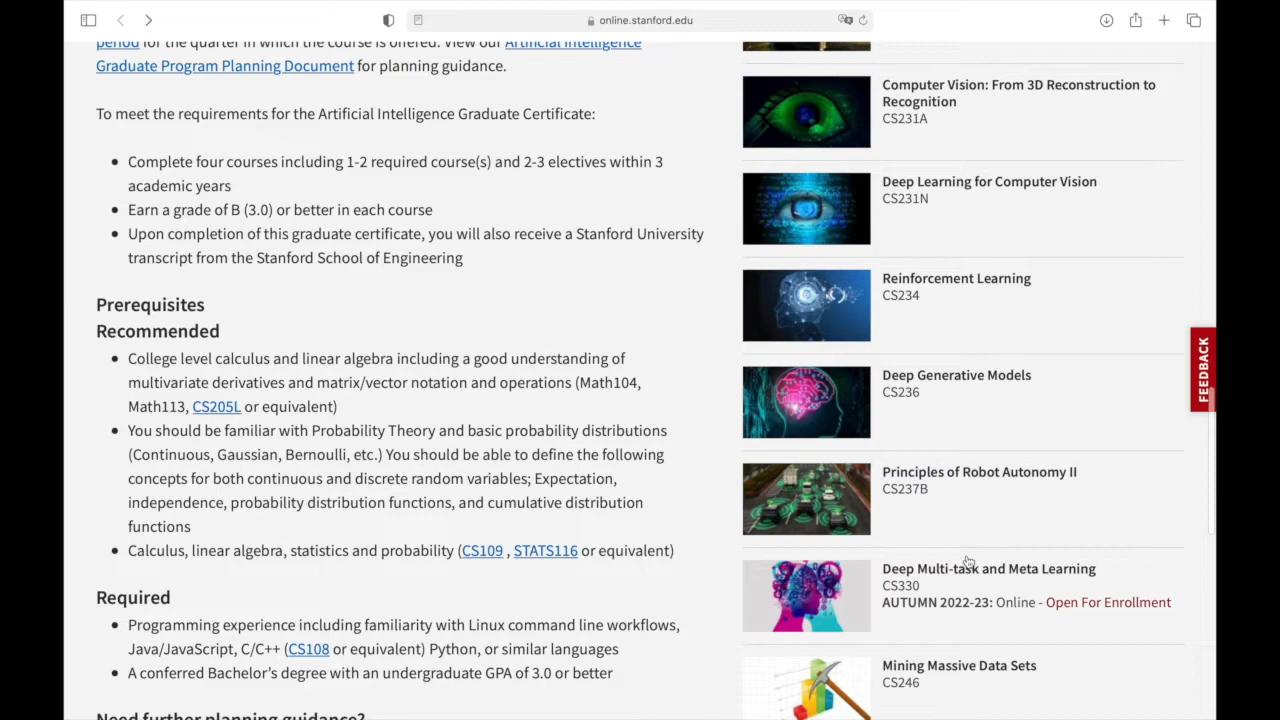 online.stanford.edu
period for the quarter in which the course is offered. View our Artificial Intelligence
Graduate Program Planning Document for planning guidance.
To meet the requirements for the Artificial Intelligence Graduate Certificate:
Complete four courses including 1-2 required course(s) and 2-3 electives within 3
academic years
Earn a grade of B (3.0) or better in each course
Upon completion of this graduate certificate, you will also receive a Stanford University
transcript from the Stanford School of Engineering
Prerequisites
Recommended
College level calculus and linear algebra including a good understanding of
multivariate derivatives and matrix/vector notation and operations (Math104,
Math113, CS205L or equivalent)
You should be familiar with Probability Theory and basic probability distributions
(Continuous, Gaussian, Bernoulli, etc.) You should be able to define the following
concepts for both continuous and discrete random variables; Expectation,
independence, probability distribution functions, and cumulative distribution
functions
Calculus, linear algebra, statistics and probability (CS109 , STATS116 or equivalent)
Required
Programming experience including familiarity with Linux command line workflows,
Java/JavaScript, C/C++ (CS108 or equivalent) Python, or similar languages
A conferred Bachelor's degree with an undergraduate GPA of 3.0 or better
Need further planning guidance?
Computer Vision: From 3D Reconstruction to
Recognition
CS231A
Deep Learning for Computer Vision
CS231N
Reinforcement Learning
CS234
Deep Generative Models
CS236
Principles of Robot Autonomy II
CS237B
Deep Multi-task and Meta Learning
CS330
AUTUMN 2022-23: Online - Open For Enrollment
Mining Massive Data Sets
CS246
FEEDBACK